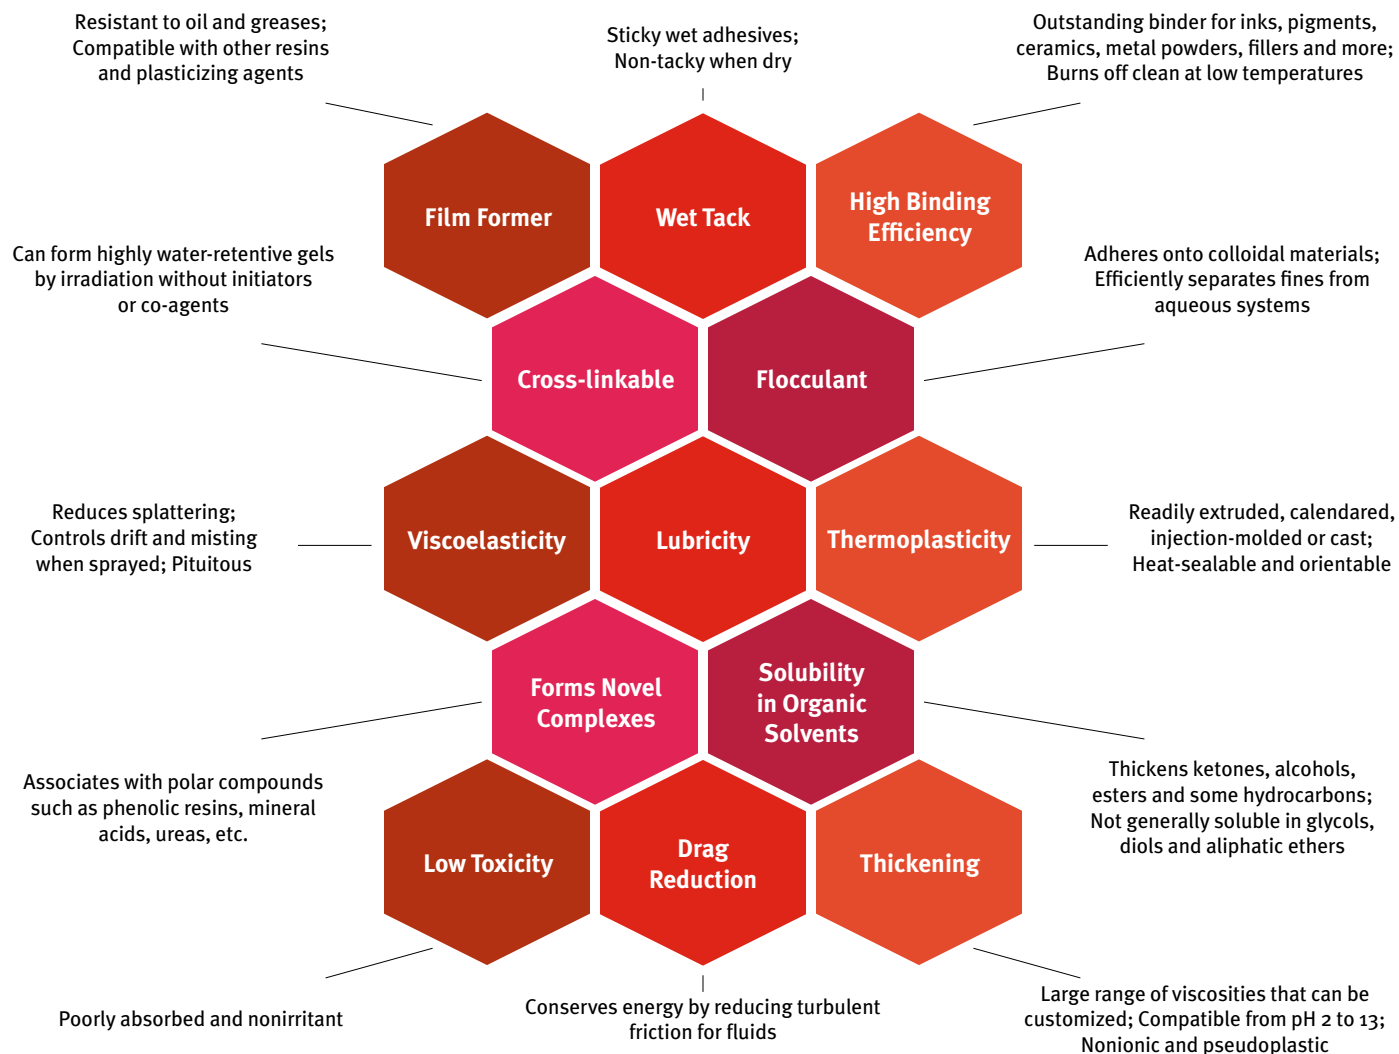 Resistant to oil and greases;
Compatible with other resins
and plasticizing agents
Sticky wet adhesives;
Non-tacky when dry
Outstanding binder for inks, pigments,
ceramics, metal powders, fillers and more;
Burns off clean at low temperatures
Film Former
Wet Tack
High Binding
Efficiency
Can form highly water-retentive gels
by irradiation without initiators
or co-agents
Adheres onto colloidal materials;
Efficiently separates fines from
aqueous systems
Cross-linkable
Flocculant
Reduces splattering;
Controls drift and misting
when sprayed; Pituitous
Viscoelasticity
Lubricity
Thermoplasticity
Readily extruded, calendared,
injection-molded or cast;
Heat-sealable and orientable
Forms Novel
Complexes
Solubility
in Organic
Solvents
Associates with polar compounds
such as phenolic resins, mineral
acids, ureas, etc.
Thickens ketones, alcohols,
esters and some hydrocarbons;
Not generally soluble in glycols,
diols and aliphatic ethers
Low Toxicity
Drag
Reduction
Thickening
Poorly absorbed and nonirritant
Conserves energy by reducing turbulent
friction for fluids
Large range of viscosities that can be
customized; Compatible from pH 2 to 13;
Nonionic and pseudoplastic